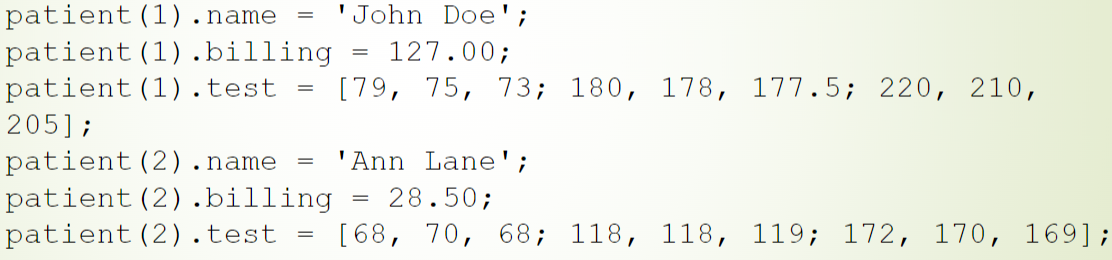 patient(1).name = 'John Doe';
patient(1).billing = 127.00;
patient(1).test = [79, 75, 73; 180, 178, 177.5; 220, 210,
205];
patient(2).name = 'Ann Lane';
patient(2).billing = 28.50;
patient(2).test = [68, 70, 68; 118, 118, 119; 172, 170, 169];